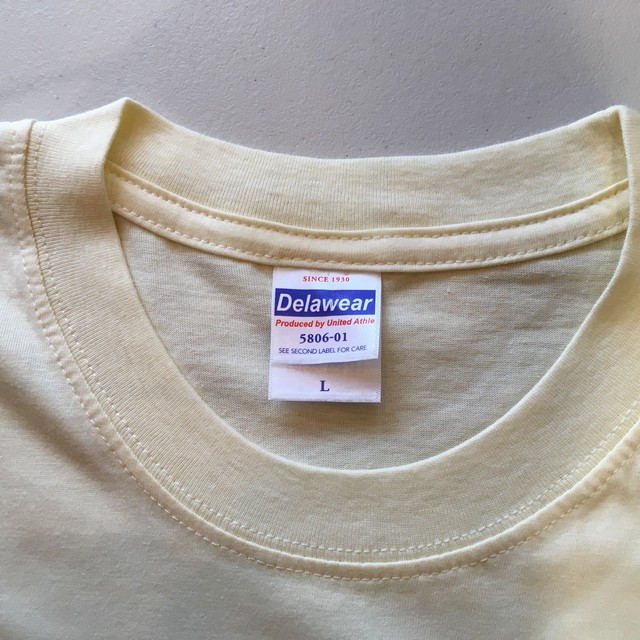 SINCE 1930
Delawear
Produced by United Athle
5806-01
SEE SECOND LABEL FOR CARE
L